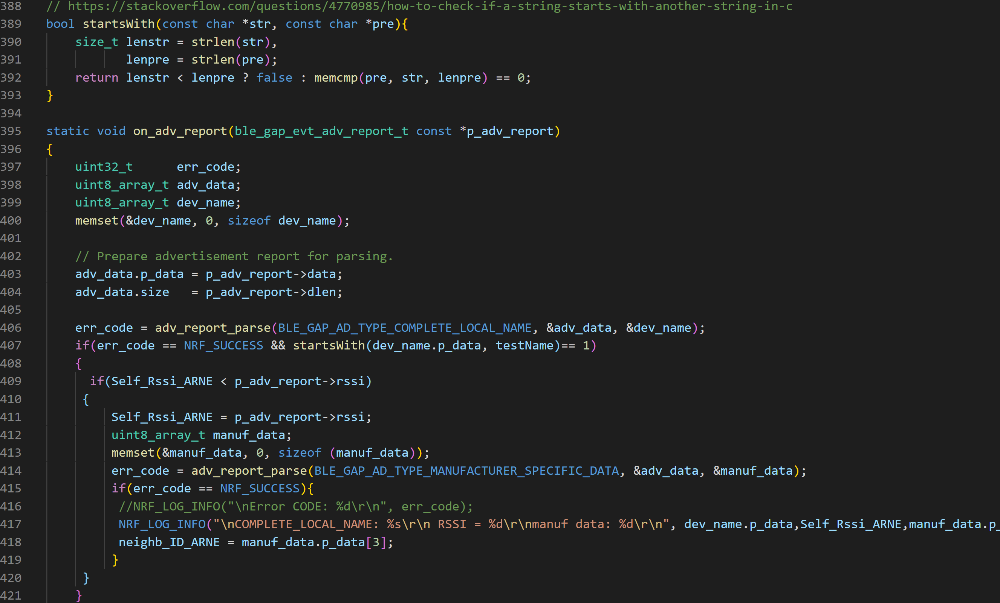 388 // https://stackoverflow.com/questions/4770985/how-to-check-if-a-string-starts-with-another-string-in-c
389 bool startsWith(const char *str, const char *pre){
390     size_t lenstr = strlen(str),
391            lenpre = strlen(pre);
392     return lenstr < lenpre ? false : memcmp(pre, str, lenpre) == 0;
393 }
394
395 static void on_adv_report(ble_gap_evt_adv_report_t const *p_adv_report)
396 {
397     uint32_t      err_code;
398     uint8_array_t adv_data;
399     uint8_array_t dev_name;
400     memset(&dev_name, 0, sizeof dev_name);
401
402     // Prepare advertisement report for parsing.
403     adv_data.p_data = p_adv_report->data;
404     adv_data.size   = p_adv_report->dlen;
405
406     err_code = adv_report_parse(BLE_GAP_AD_TYPE_COMPLETE_LOCAL_NAME, &adv_data, &dev_name);
407     if(err_code == NRF_SUCCESS && startsWith(dev_name.p_data, testName)== 1)
408     {
409       if(Self_Rssi_ARNE < p_adv_report->rssi)
410      {
411          Self_Rssi_ARNE = p_adv_report->rssi;
412          uint8_array_t manuf_data;
413          memset(&manuf_data, 0, sizeof (manuf_data));
414          err_code = adv_report_parse(BLE_GAP_AD_TYPE_MANUFACTURER_SPECIFIC_DATA, &adv_data, &manuf_data);
415          if(err_code == NRF_SUCCESS){
416           //NRF_LOG_INFO("\nError CODE: %d\r\n", err_code);
417           NRF_LOG_INFO("\nCOMPLETE_LOCAL_NAME: %s\r\n RSSI = %d\r\nmanuf data: %d\r\n", dev_name.p_data,Self_Rssi_ARNE,manuf_data.p_
418           neighb_ID_ARNE = manuf_data.p_data[3];
419          }
420      }
421     }